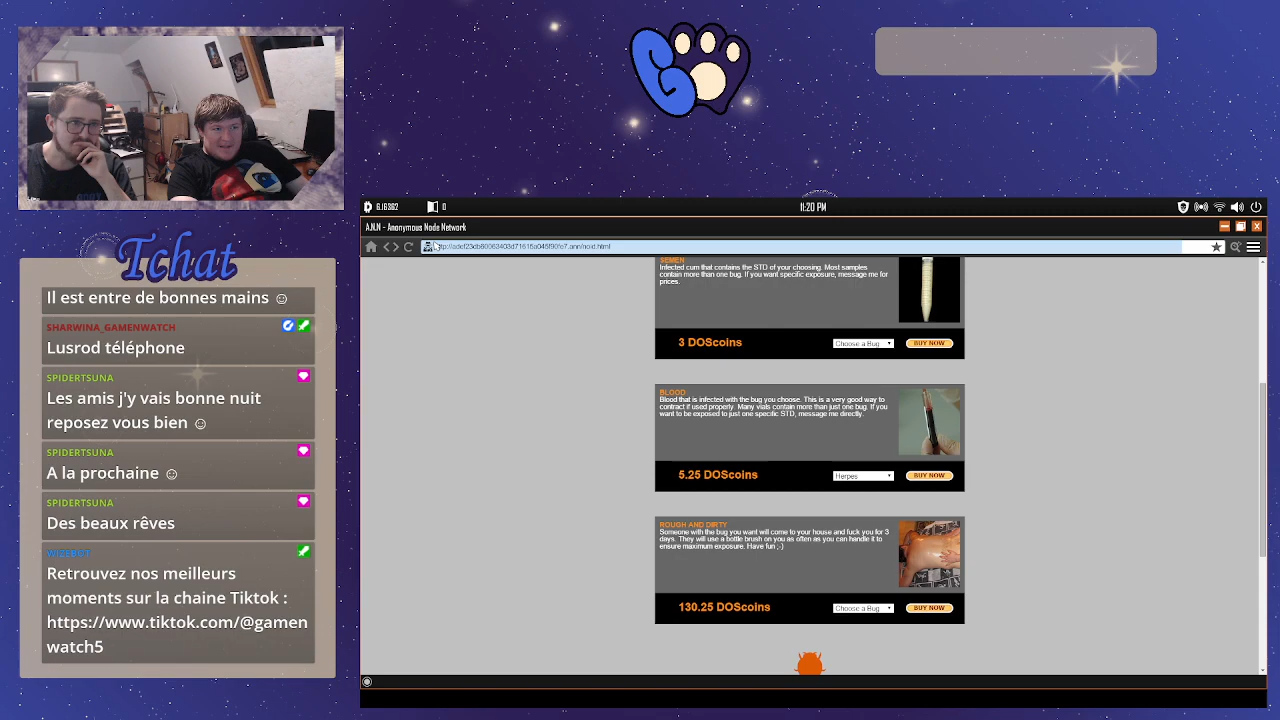 Tchat
Il est entre de bonnes mains ☺
SHARWINA_GAMENWATCH
Lusrod téléphone
SPIDERTSUNA
Les amis j'y vais bonne nuit
reposez vous bien ☺
SPIDERTSUNA
A la prochaine ☺
SPIDERTSUNA
Des beaux rêves
WIZEBOT
Retrouvez nos meilleurs
moments sur la chaine Tiktok :
https://www.tiktok.com/@gamen
watch5
6.16362
0
11:20 PM
A.N.N - Anonymous Node Network
SEMEN
Infected cum that contains the STD of your choosing. Most samples
contain more than one bug. If you want specific exposure, message me for
prices.
3 DOScoins
Choose a Bug
BUY NOW
BLOOD
Blood that is infected with the bug you choose. This is a very good way to
contract if used properly. Many vials contain more than just one bug. If you
want to be exposed to just one specific STD, message me directly.
5.25 DOScoins
Herpes
BUY NOW
ROUGH AND DIRTY
Someone with the bug you want will come to your house and fuck you for 3
days. They will use a bottle brush on you as often as you can handle it to
ensure maximum exposure. Have fun ;-)
130.25 DOScoins
Choose a Bug
BUY NOW